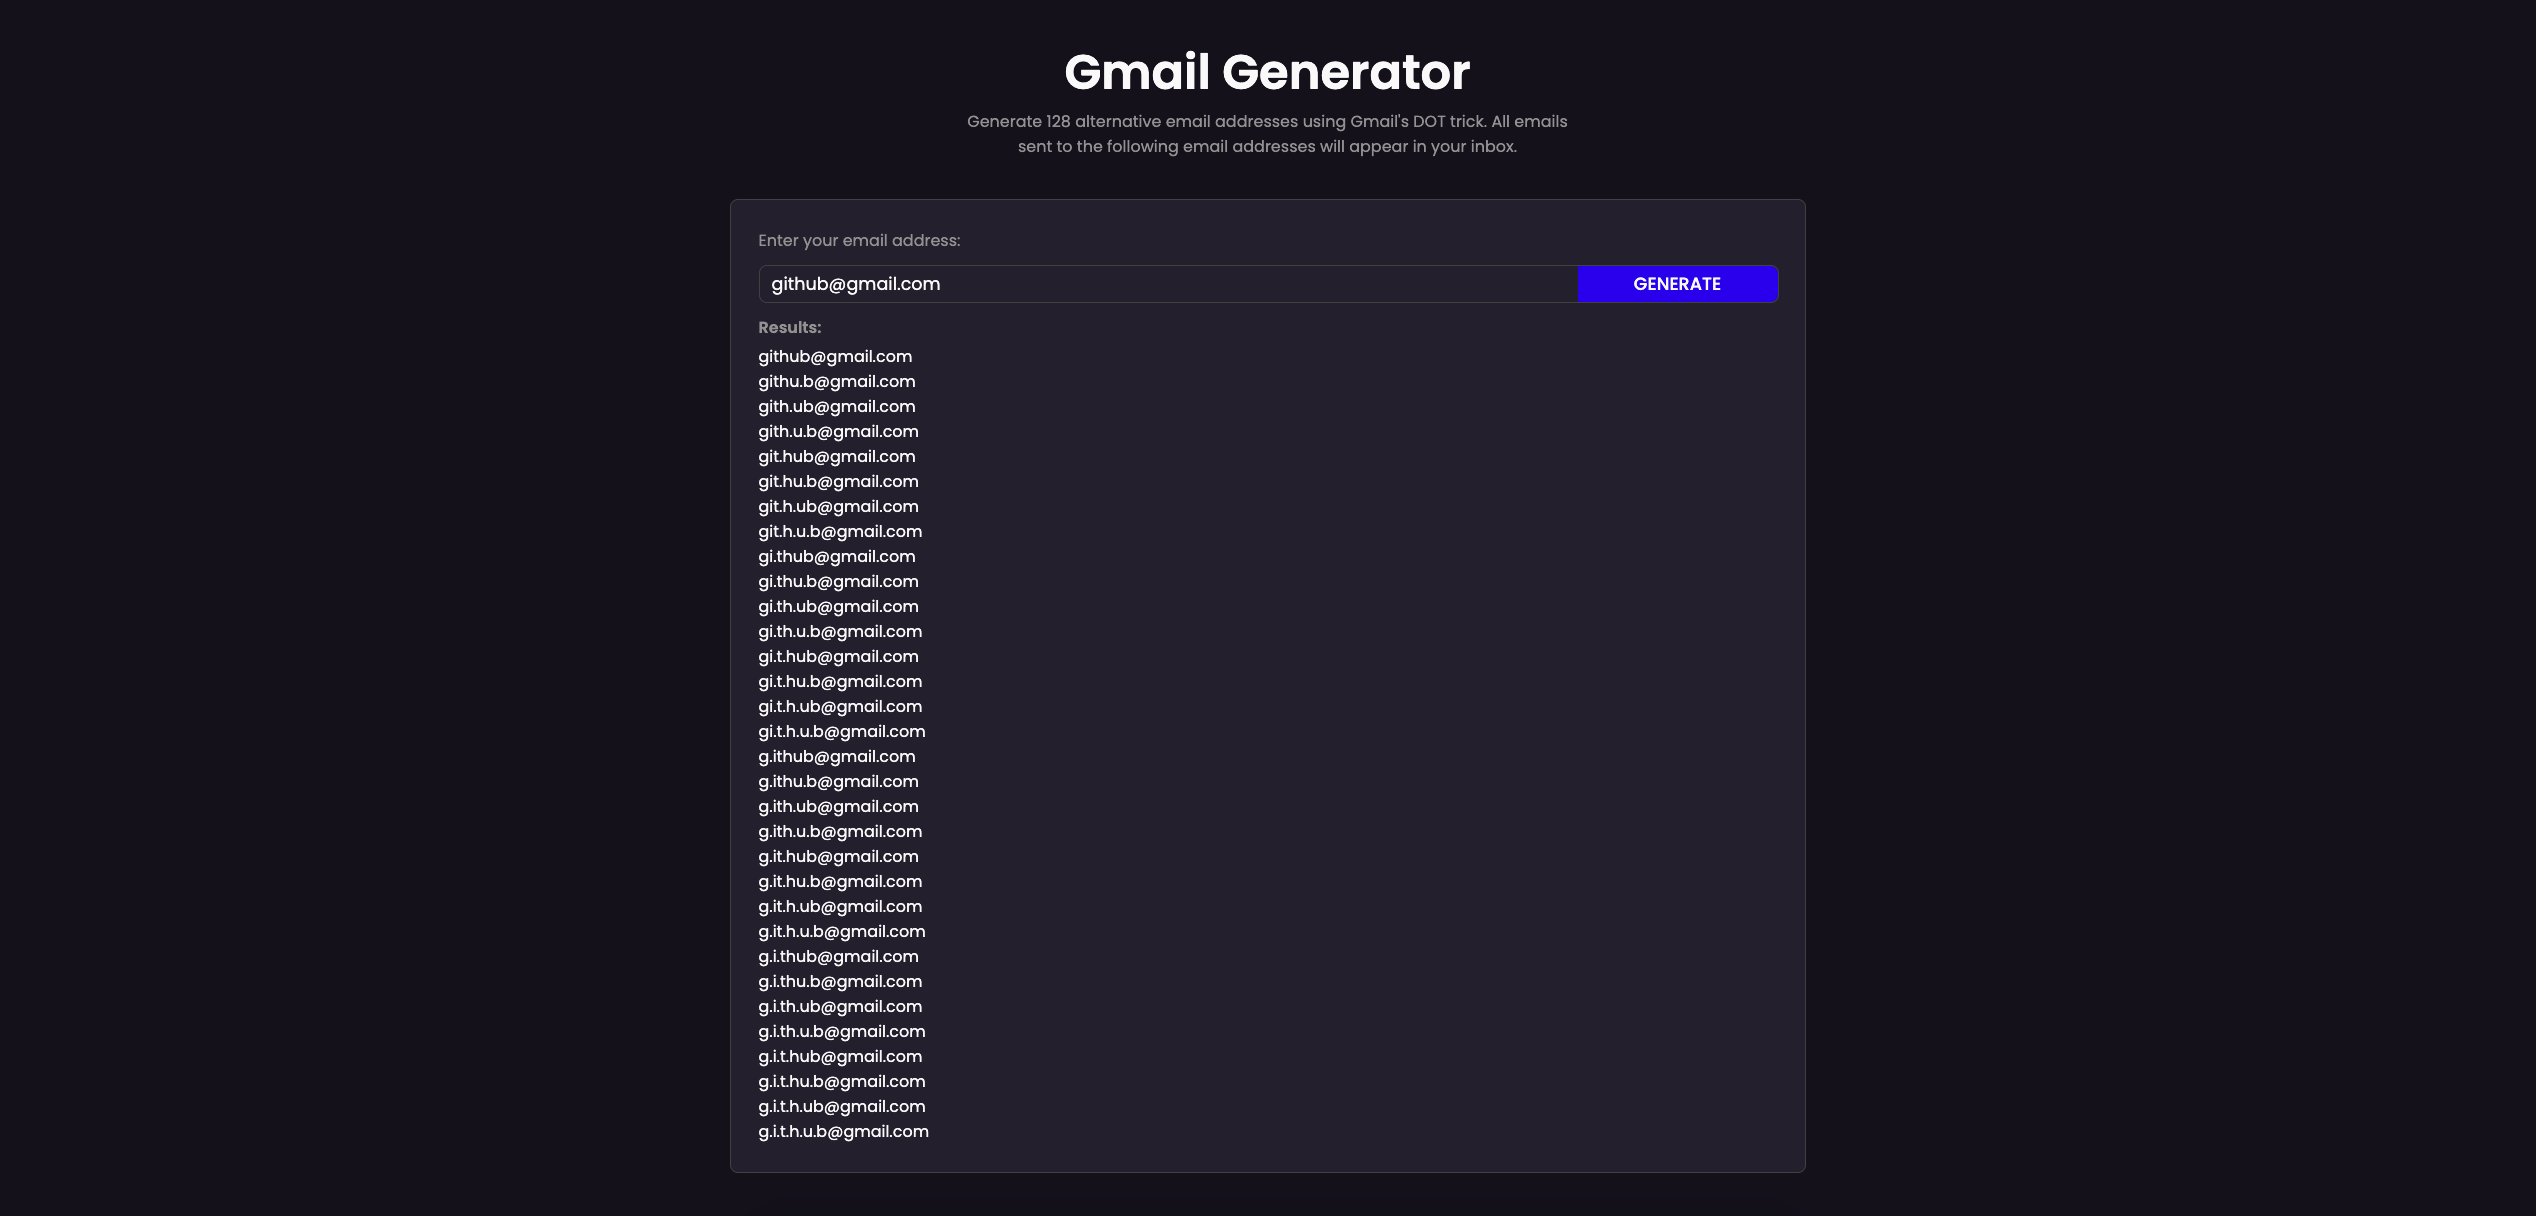 Gmail Generator
Generate 128 alternative email addresses using Gmail's DOT trick. All emails
sent to the following email addresses will appear in your inbox.
Enter your email address:
github@gmail.com
GENERATE
Results:
github@gmail.com
githu.b@gmail.com
gith.ub@gmail.com
gith.u.b@gmail.com
git.hub@gmail.com
git.hu.b@gmail.com
git.h.ub@gmail.com
git.h.u.b@gmail.com
gi.thub@gmail.com
gi.thu.b@gmail.com
gi.th.ub@gmail.com
gi.th.u.b@gmail.com
gi.t.hub@gmail.com
gi.t.hu.b@gmail.com
gi.t.h.ub@gmail.com
gi.t.h.u.b@gmail.com
g.ithub@gmail.com
g.ithu.b@gmail.com
g.ith.ub@gmail.com
g.ith.u.b@gmail.com
g.it.hub@gmail.com
g.it.hu.b@gmail.com
g.it.h.ub@gmail.com
g.it.h.u.b@gmail.com
g.i.thub@gmail.com
g.i.thu.b@gmail.com
g.i.th.ub@gmail.com
g.i.th.u.b@gmail.com
g.i.t.hub@gmail.com
g.i.t.hu.b@gmail.com
g.i.t.h.ub@gmail.com
g.i.t.h.u.b@gmail.com